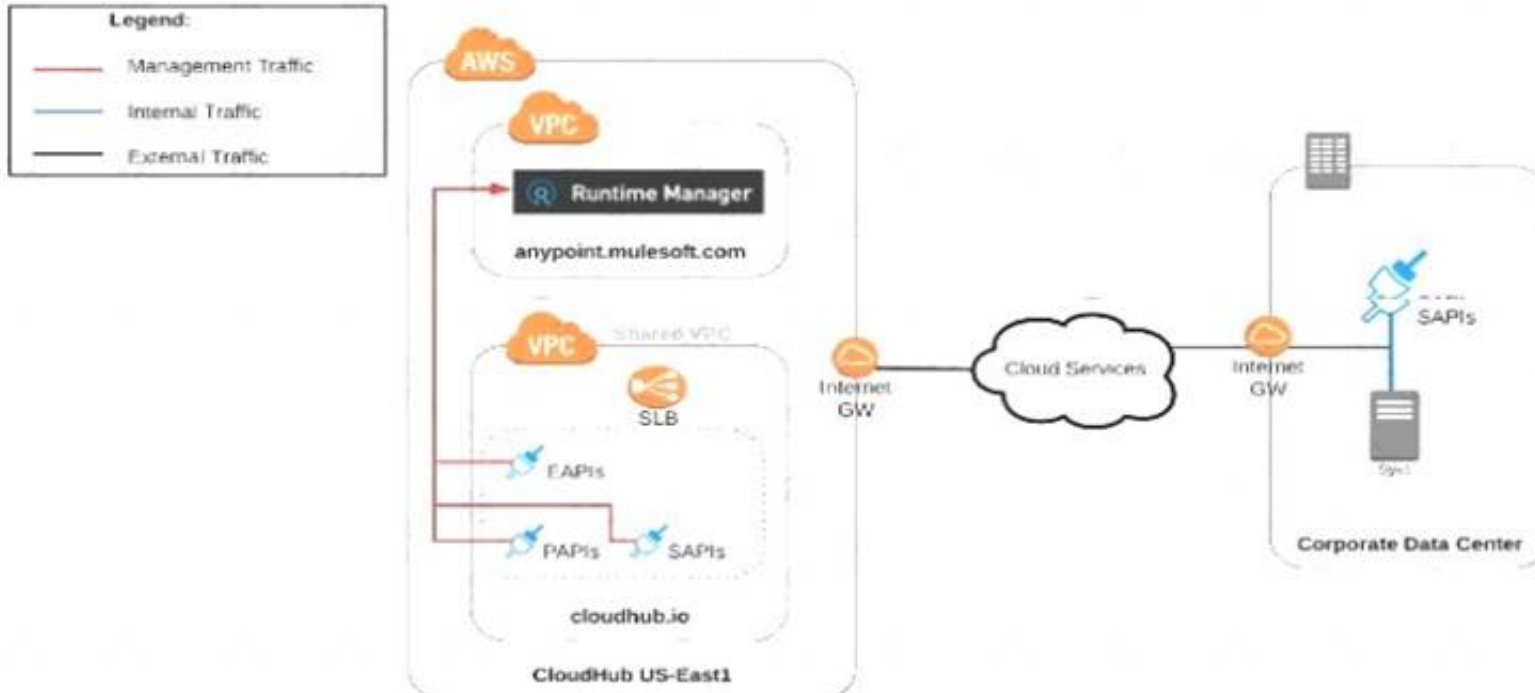 Legend:
Management Traffic
Internal Traffic
External Traffic
AWS
VPC
R
Runtime Manager
anypoint.mulesoft.com
VPC
Shared VPC
SLB
EAPIs
PAPIs
SAPIs
cloudhub.io
CloudHub US-East1
Internet
GW
Cloud Services
Internet
GW
SAPIs
Corporate Data Center